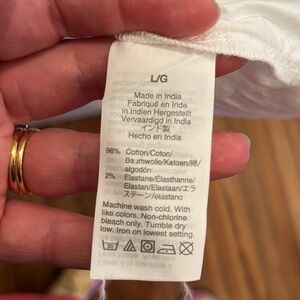 L/G
Made in India
Fabriqué en Inde
in Indien Hergestellt
Vervaardigd in India
インド製
Hecho en India
98% Cotton/Coton/
Baumwolle/Katoen/綿/
algodón
2% Elastane/Élasthanne/
Elastan/Elastaan/エラ
ステーン/elastano
Machine wash cold. With
like colors. Non-chlorine
bleach only. Tumble dry
low. Iron on lowest setting.